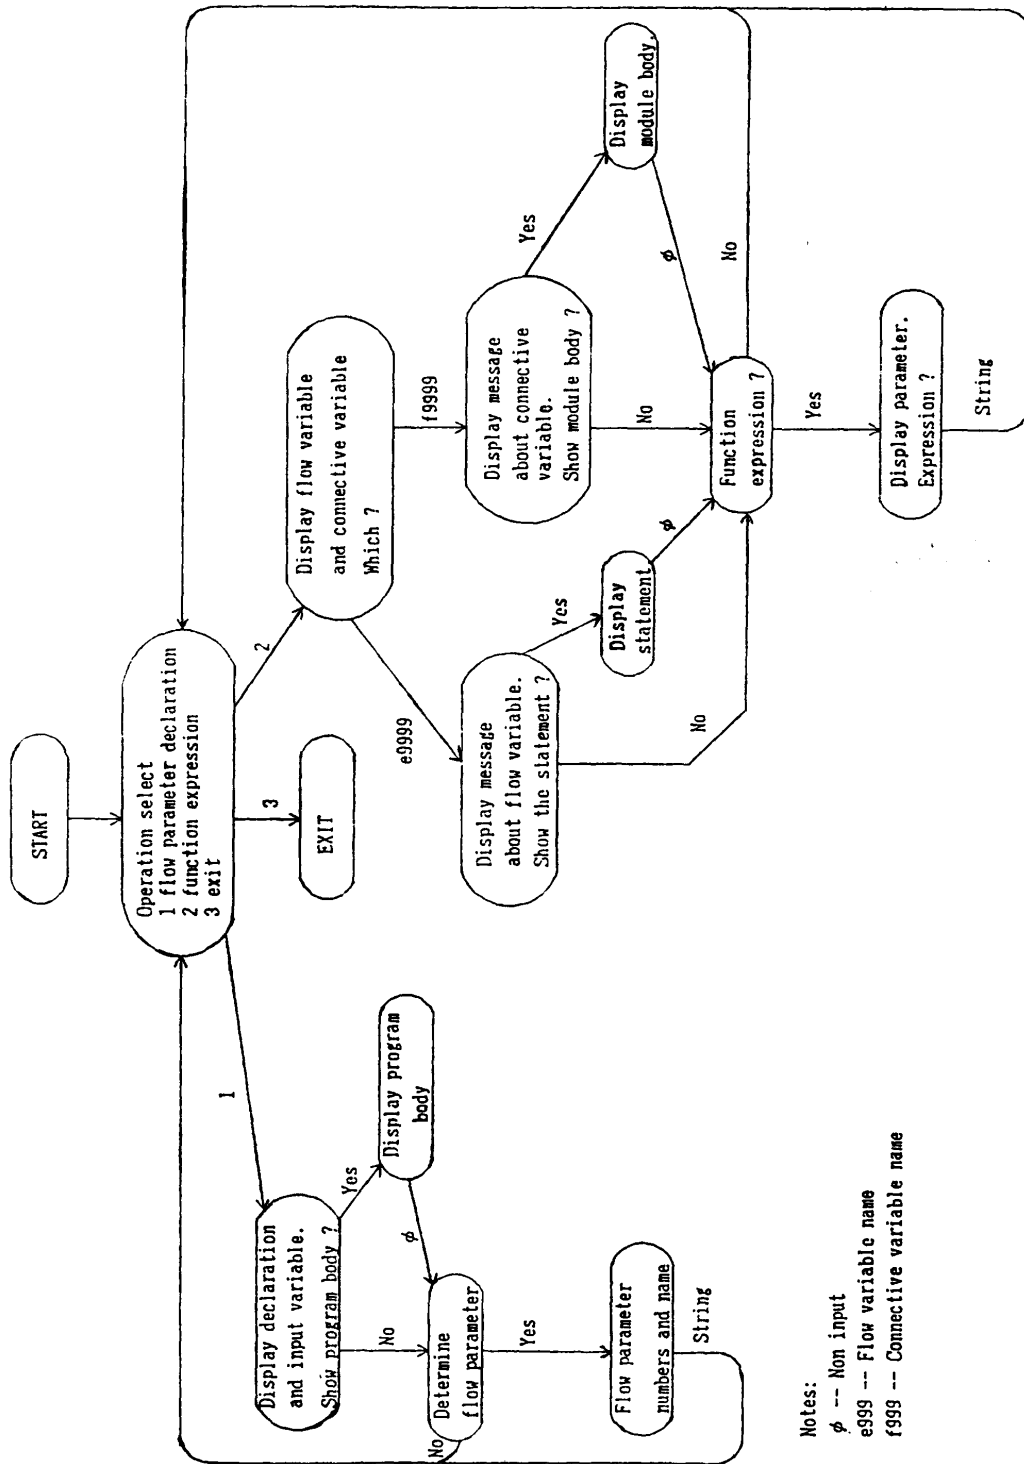 START
Operation select
1 flow parameter declaration
2 function expression
3 exit
1
3
2
EXIT
Display declaration
and input variable.
Show program body ?
Yes
Display program
body
φ
No
Determine
flow parameter
No
Yes
Flow parameter
numbers and name
String
Display flow variable
and connective variable
Which ?
e9999
f9999
Display message
about flow variable.
Show the statement ?
Yes
Display
statement
φ
No
Display message
about connective
variable.
Show module body ?
Yes
Display
module body.
φ
No
Function
expression ?
No
Yes
Display parameter.
Expression ?
String
Notes:
φ -- Non input
e999 -- Flow variable name
f999 -- Connective variable name